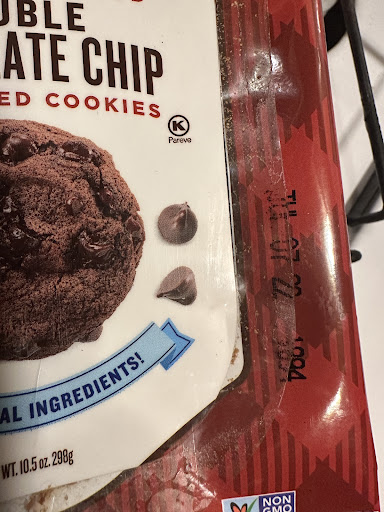 UBLE
ATE CHIP
ED COOKIES
K
Pareve
AL INGREDIENTS!
WT. 10.5 oz. 298g
NON
GMO